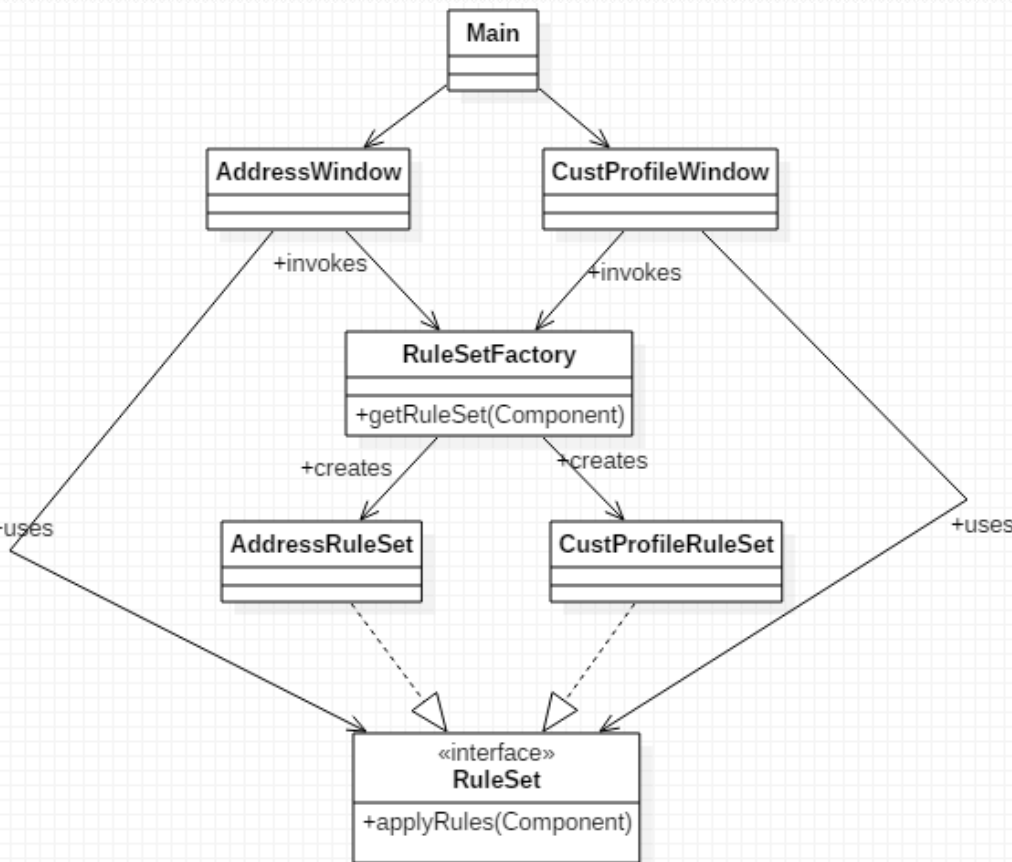 Main
AddressWindow
CustProfileWindow
+invokes
+invokes
RuleSetFactory
+getRuleSet(Component)
+creates
+creates
+uses
+uses
AddressRuleSet
CustProfileRuleSet
«interface»
RuleSet
+applyRules(Component)